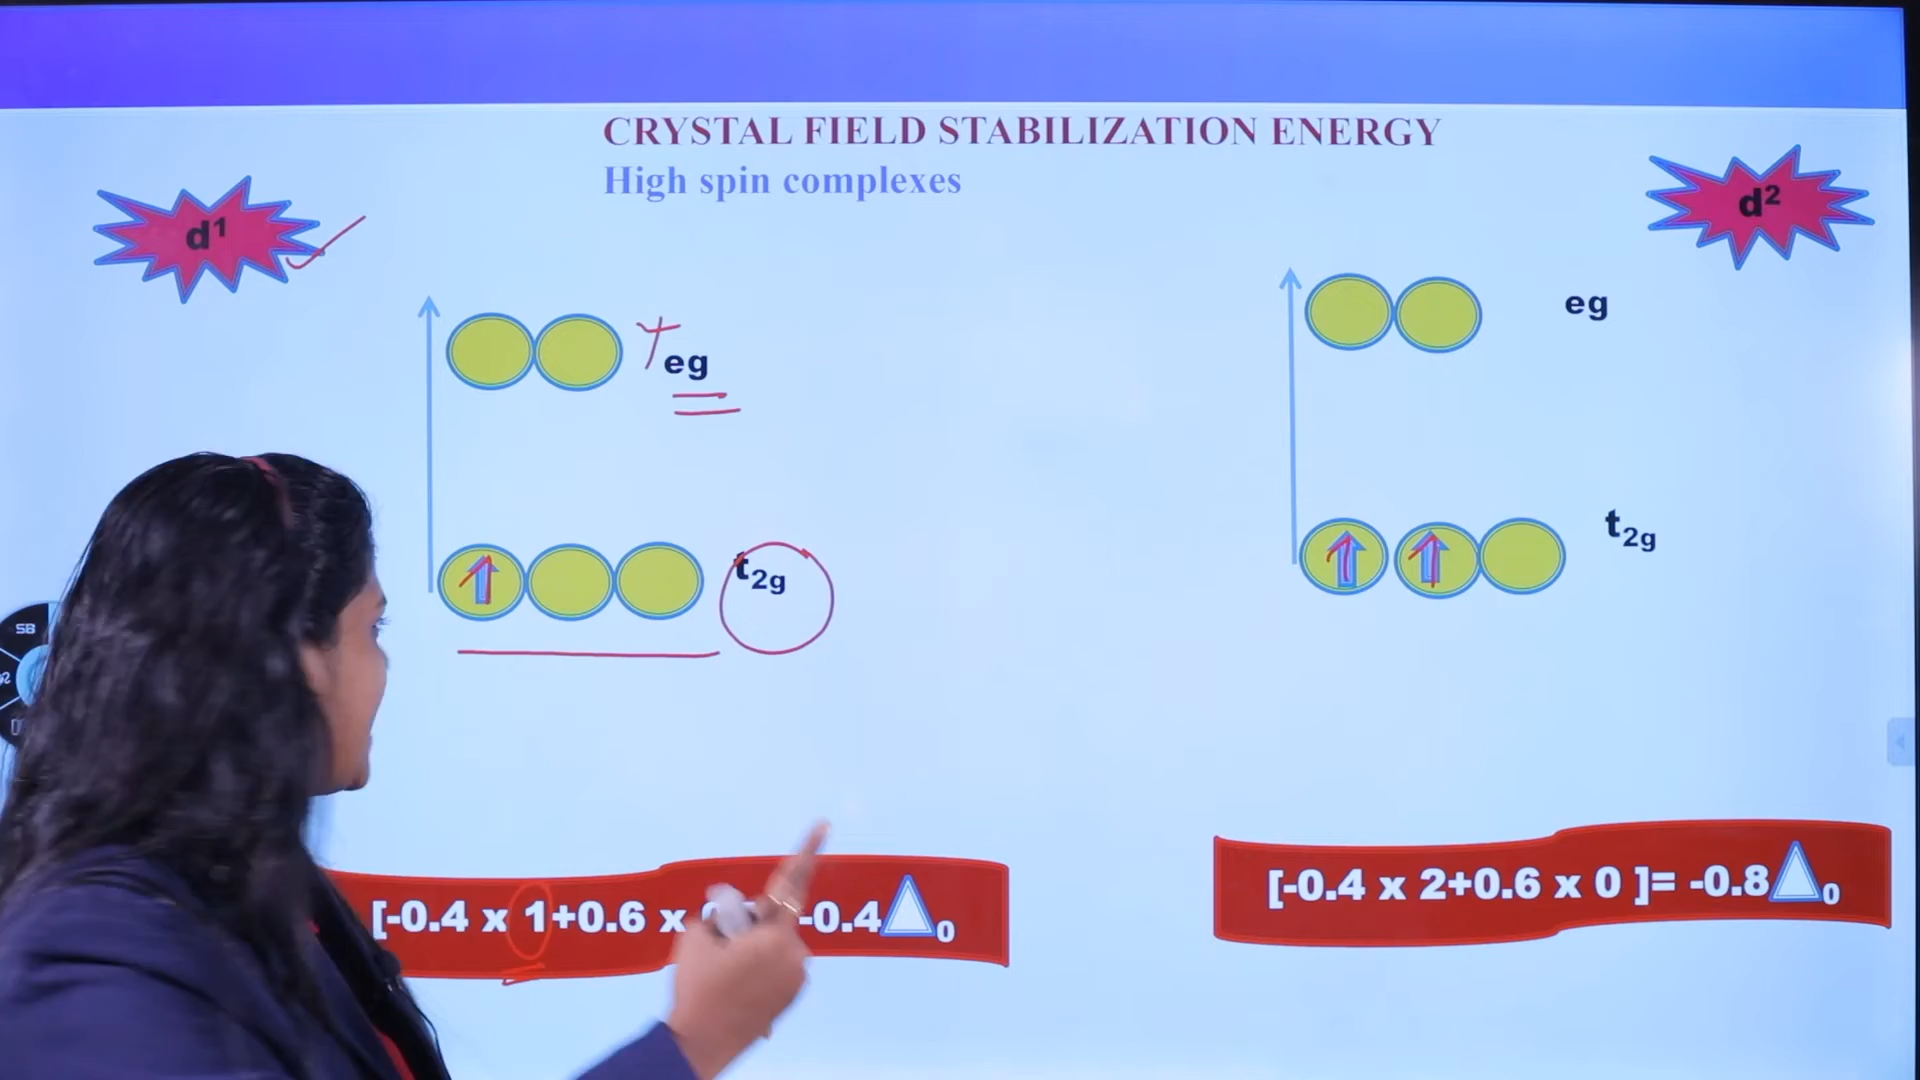 CRYSTAL FIELD STABILIZATION ENERGY
High spin complexes
d¹
d²
eg
eg
t₂g
t₂g
[-0.4 x 1+0.6 x -0.4△₀
[-0.4 x 2+0.6 x 0 ]= -0.8△₀
SB